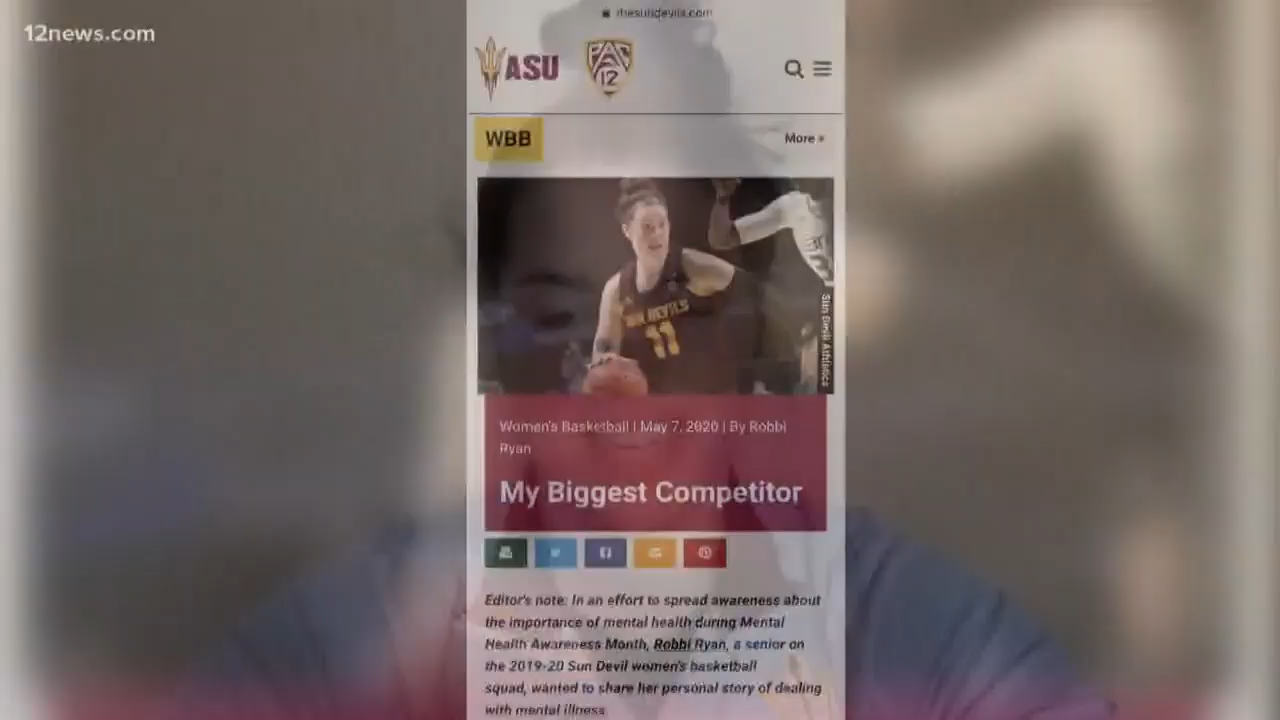 12news.com
thesundevils.com
ASU
PAC
12
WBB
More
SUN DEVILS
11
Sun Devil Athletics
Women's Basketball | May 7, 2020 | By Robbi
Ryan
My Biggest Competitor
Editor's note: In an effort to spread awareness about
the importance of mental health during Mental
Health Awareness Month, Robbi Ryan, a senior on
the 2019-20 Sun Devil women's basketball
squad, wanted to share her personal story of dealing
with mental illness